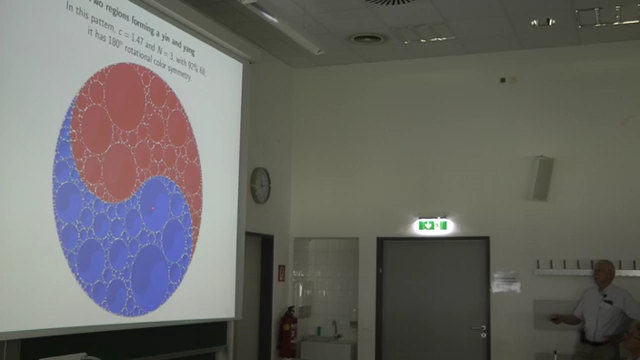 Two regions forming a yin and yang
In this pattern, c = 1.47 and N = 3, with 92% fill,
it has 180° rotational color symmetry